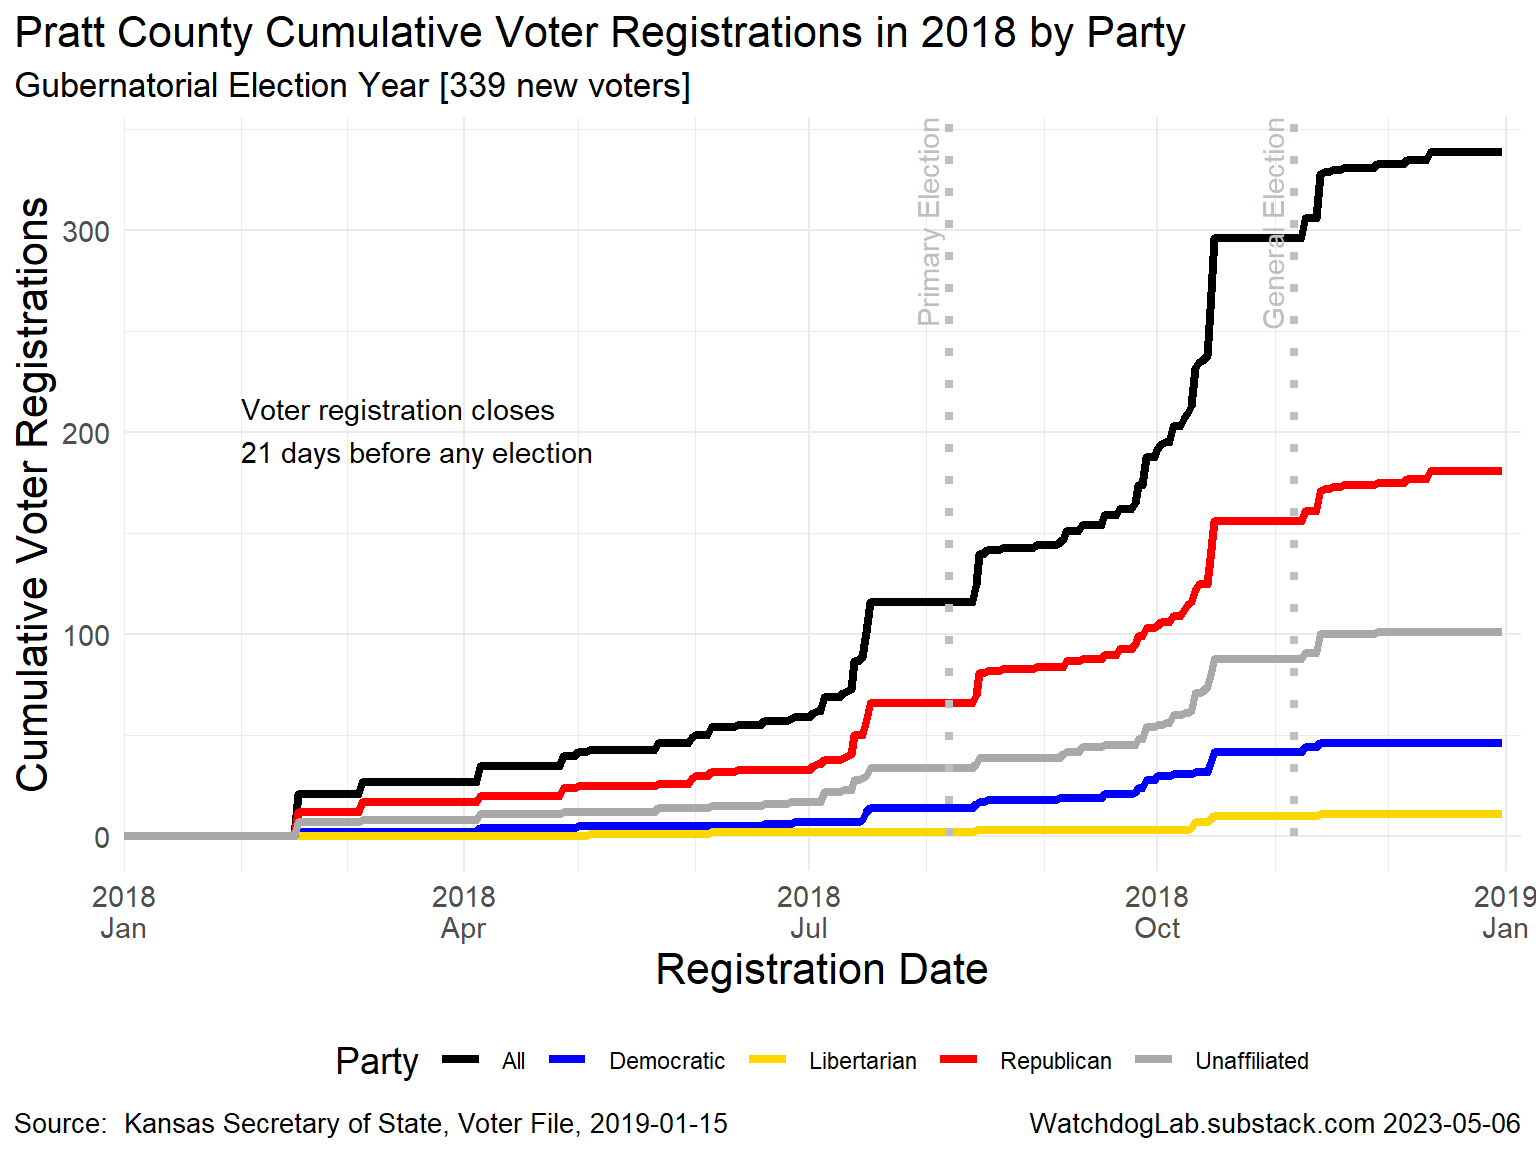 Pratt County Cumulative Voter Registrations in 2018 by Party
Gubernatorial Election Year [339 new voters]
Cumulative Voter Registrations
300
200
100
0
Primary Election
General Election
Voter registration closes
21 days before any election
2018
Jan
2018
Apr
2018
Jul
2018
Oct
2019
Jan
Registration Date
Party
All
Democratic
Libertarian
Republican
Unaffiliated
Source:  Kansas Secretary of State, Voter File, 2019-01-15
WatchdogLab.substack.com 2023-05-06